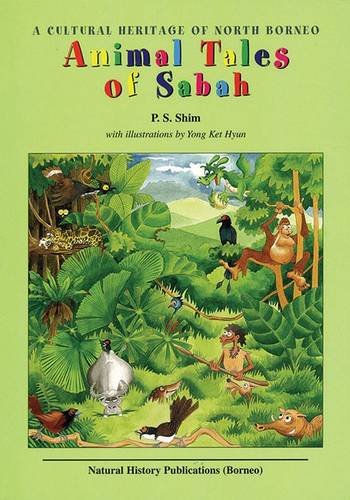 A CULTURAL HERITAGE OF NORTH BORNEO
Animal Tales
of Sabah
P. S. Shim
with illustrations by Yong Ket Hyun
Natural History Publications (Borneo)